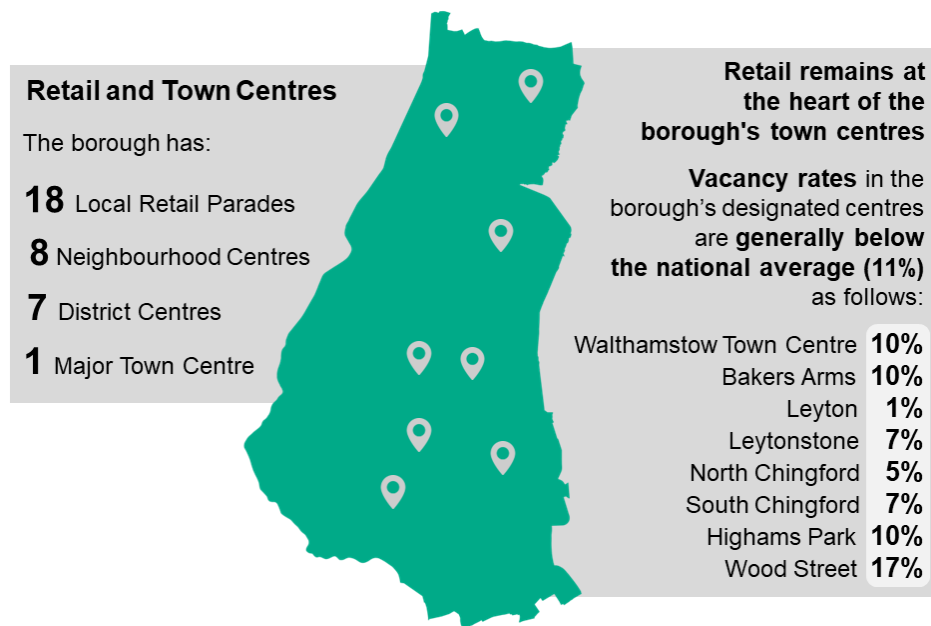 Retail and Town Centres
The borough has:
18 Local Retail Parades
8 Neighbourhood Centres
7 District Centres
1 Major Town Centre
Retail remains at
the heart of the
borough's town centres
Vacancy rates in the
borough’s designated centres
are generally below
the national average (11%)
as follows:
Walthamstow Town Centre 10%
Bakers Arms 10%
Leyton 1%
Leytonstone 7%
North Chingford 5%
South Chingford 7%
Highams Park 10%
Wood Street 17%